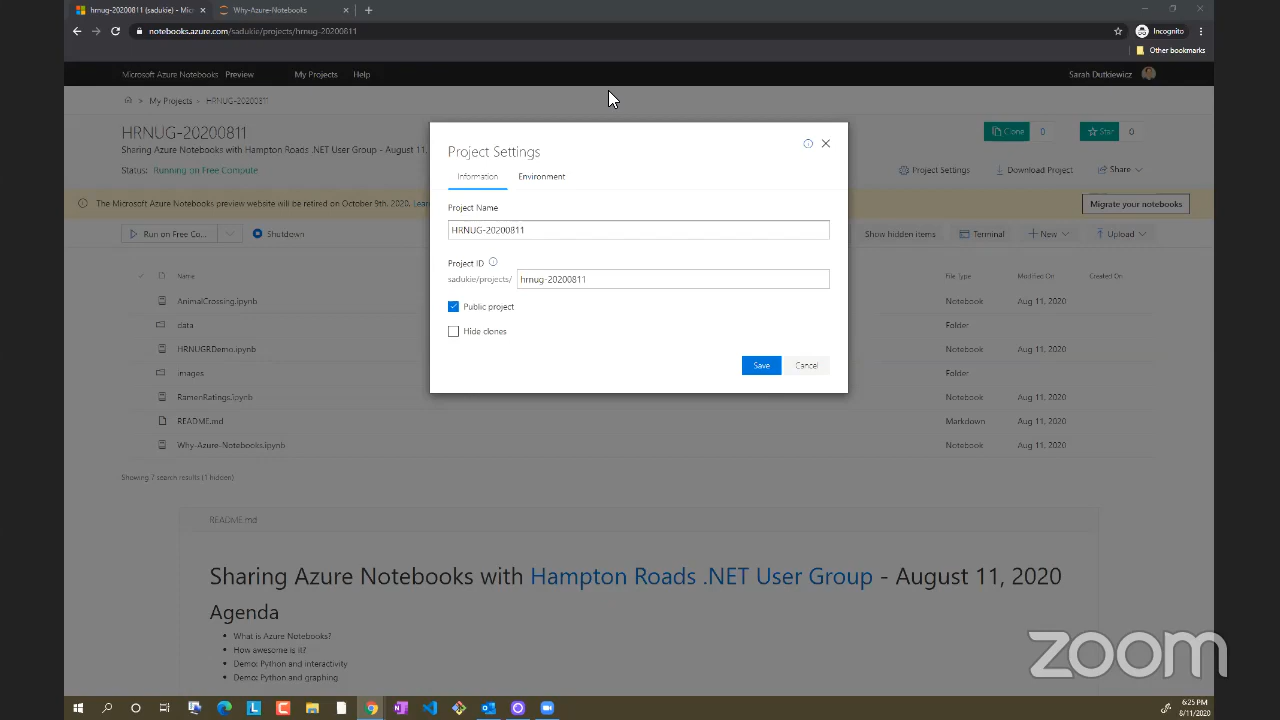 hrnug-20200811 (sadukie) - Mic
Why-Azure-Notebooks
notebooks.azure.com/sadukie/projects/hrnug-20200811
Incognito
Other bookmarks
Microsoft Azure Notebooks Preview My Projects Help
Sarah Dutkiewicz
My Projects > HRNUG-20200811
HRNUG-20200811
Clone 0
Star 0
Sharing Azure Notebooks with Hampton Roads .NET User Group - August 11,
Status: Running on Free Compute
Project Settings
Download Project
Share
The Microsoft Azure Notebooks preview website will be retired on October 9th, 2020. Learn
Migrate your notebooks
Run on Free Co...
Shutdown
Show hidden items
Terminal
New
Upload
Name File Type Modified On Created On
AnimalCrossing.ipynb Notebook Aug 11, 2020
data Folder
HRNUGRDemo.ipynb Notebook Aug 11, 2020
images Folder
RamenRatings.ipynb Notebook Aug 11, 2020
README.md Markdown Aug 11, 2020
Why-Azure-Notebooks.ipynb Notebook Aug 11, 2020
Showing 7 search results (1 hidden)
Project Settings
Information Environment
Project Name
HRNUG-20200811
Project ID
sadukie/projects/ hrnug-20200811
Public project
Hide clones
Save Cancel
README.md
Sharing Azure Notebooks with Hampton Roads .NET User Group - August 11, 2020
Agenda
• What is Azure Notebooks?
• How awesome is it?
• Demo: Python and interactivity
• Demo: Python and graphing
zoom
6:25 PM
8/11/2020